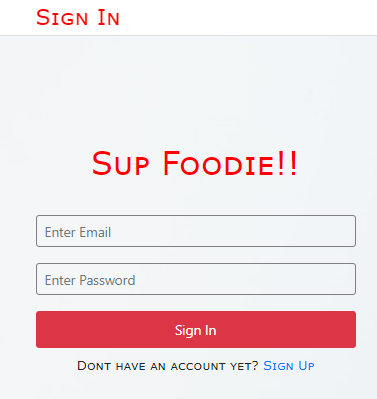 Sign In
Sup Foodie!!
Enter Email
Enter Password
Sign In
Dont have an account yet? Sign Up